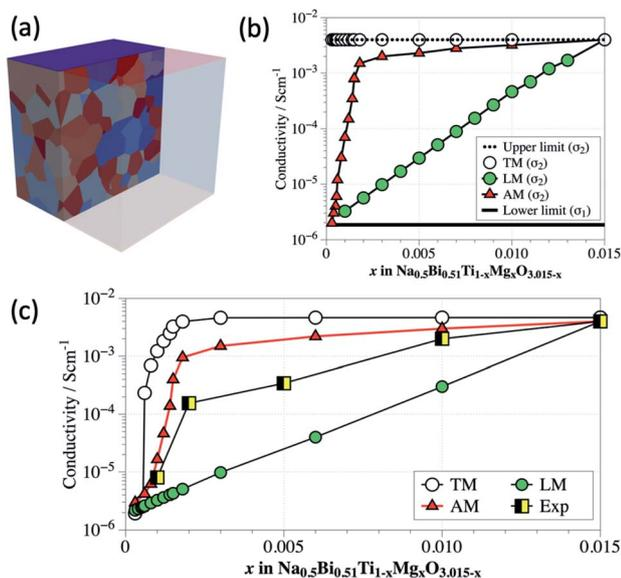 (a)
(b)
10⁻²
10⁻³
10⁻⁴
10⁻⁵
10⁻⁶
Conductivity / Scm⁻¹
Upper limit (σ₂)
TM (σ₂)
LM (σ₂)
AM (σ₂)
Lower limit (σ₁)
0
0.005
0.010
0.015
x in Na₀.₅Bi₀.₅₁Ti₁₋ₓMgₓO₃.₀₁₅₋ₓ
(c)
10⁻²
10⁻³
10⁻⁴
10⁻⁵
10⁻⁶
Conductivity / Scm⁻¹
TM
LM
AM
Exp
0
0.005
0.010
0.015
x in Na₀.₅Bi₀.₅₁Ti₁₋ₓMgₓO₃.₀₁₅₋ₓ